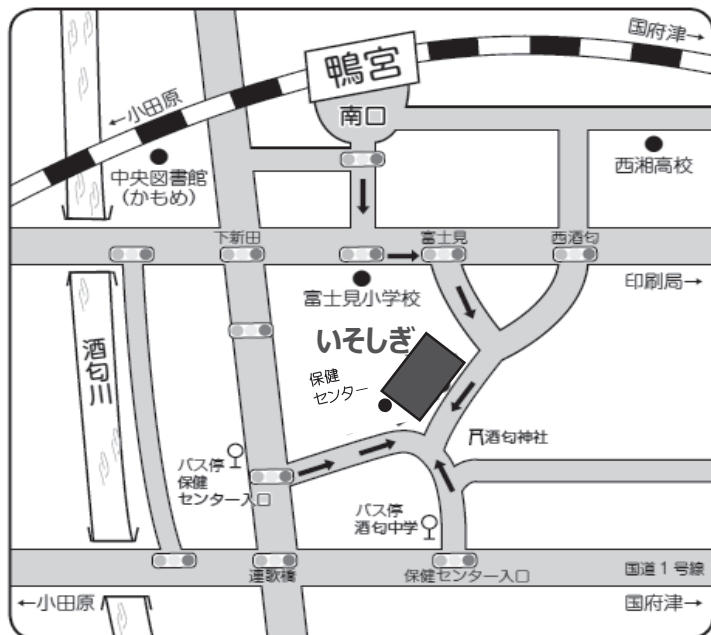 国府津→
鴨宮
←小田原
南口
西湘高校
中央図書館
(かもめ)
下新田
富士見
西酒匂
印刷局→
富士見小学校
いそしぎ
酒匂川
保健
センター
酒匂神社
バス停
保健
センター入口
バス停
酒匂中学
連歌橋
保健センター入口
国道1号線
←小田原
国府津→